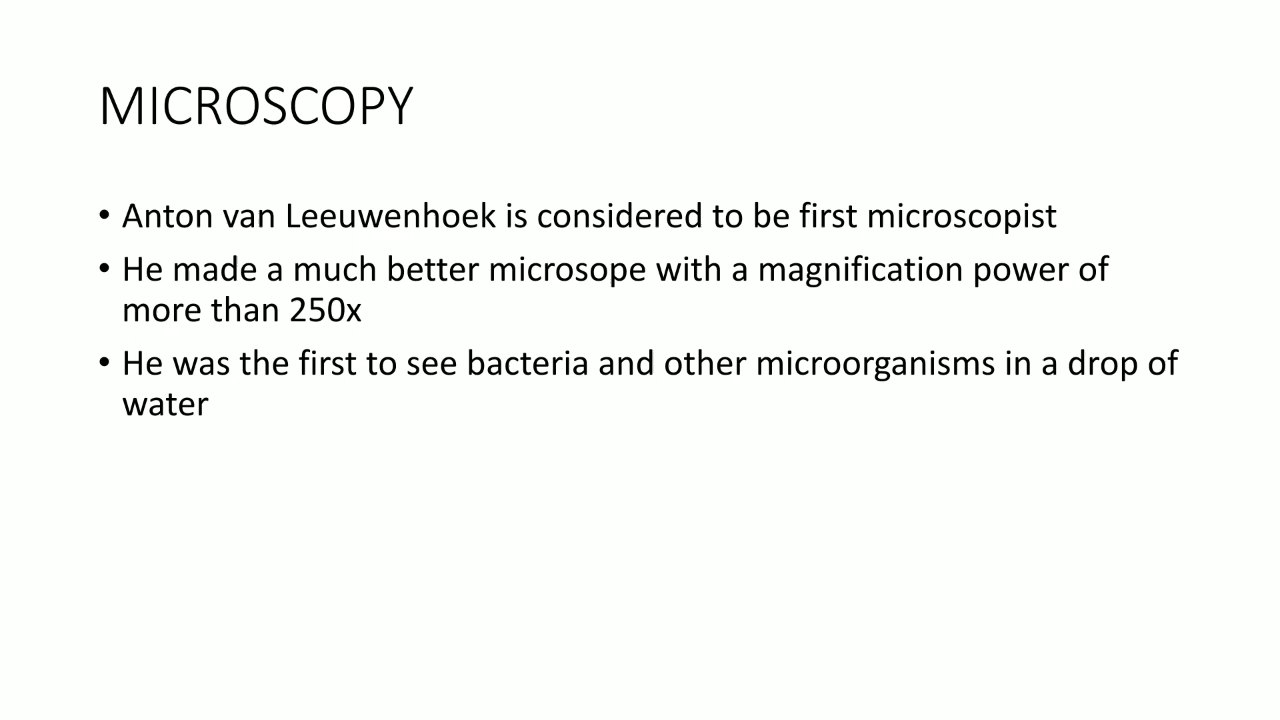 MICROSCOPY
• Anton van Leeuwenhoek is considered to be first microscopist
• He made a much better microsope with a magnification power of
more than 250x
• He was the first to see bacteria and other microorganisms in a drop of
water